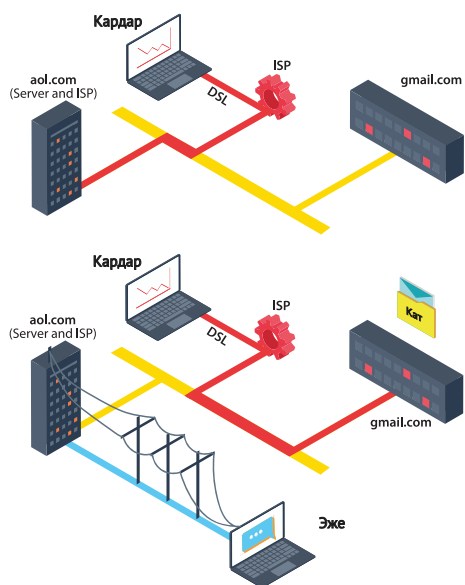 Кардар
aol.com
(Server and ISP)
ISP
gmail.com
DSL
Кардар
aol.com
(Server and ISP)
ISP
Кат
DSL
gmail.com
Эже